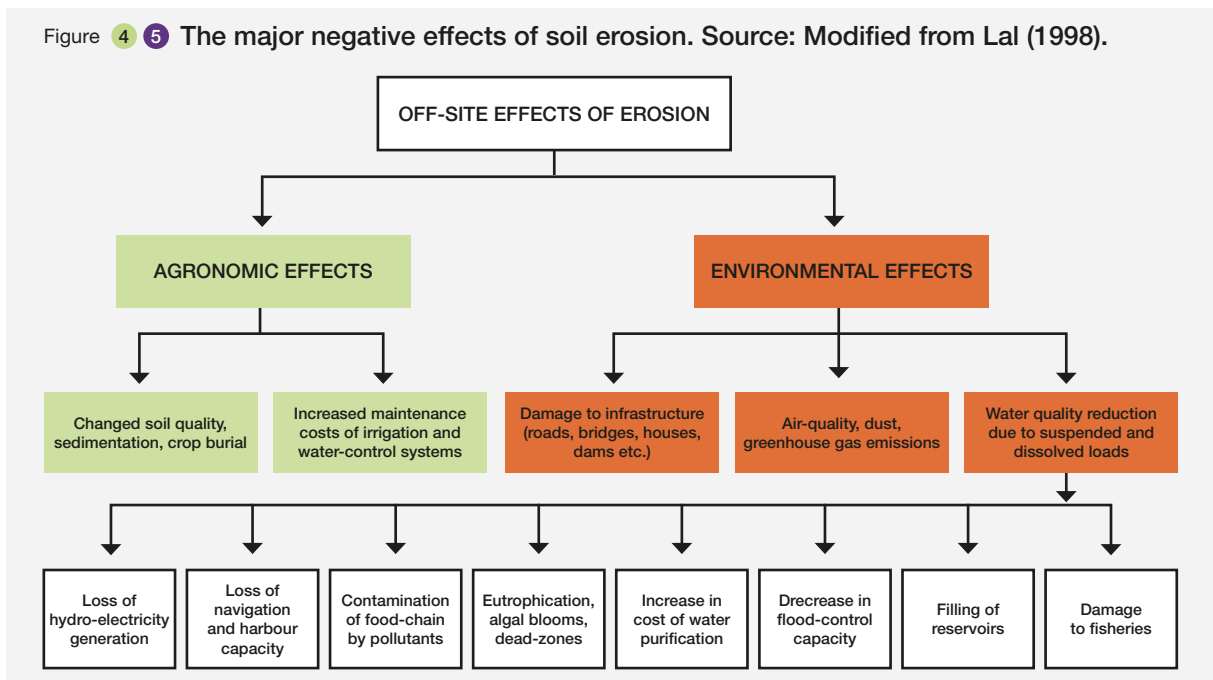 Figure 4 5 The major negative effects of soil erosion. Source: Modified from Lal (1998).
OFF-SITE EFFECTS OF EROSION
AGRONOMIC EFFECTS
ENVIRONMENTAL EFFECTS
Changed soil quality,
sedimentation, crop burial
Increased maintenance
costs of irrigation and
water-control systems
Damage to infrastructure
(roads, bridges, houses,
dams etc.)
Air-quality, dust,
greenhouse gas emissions
Water quality reduction
due to suspended and
dissolved loads
Loss of
hydro-electricity
generation
Loss of
navigation
and harbour
capacity
Contamination
of food-chain
by pollutants
Eutrophication,
algal blooms,
dead-zones
Increase in
cost of water
purification
Drecrease in
flood-control
capacity
Filling of
reservoirs
Damage
to fisheries